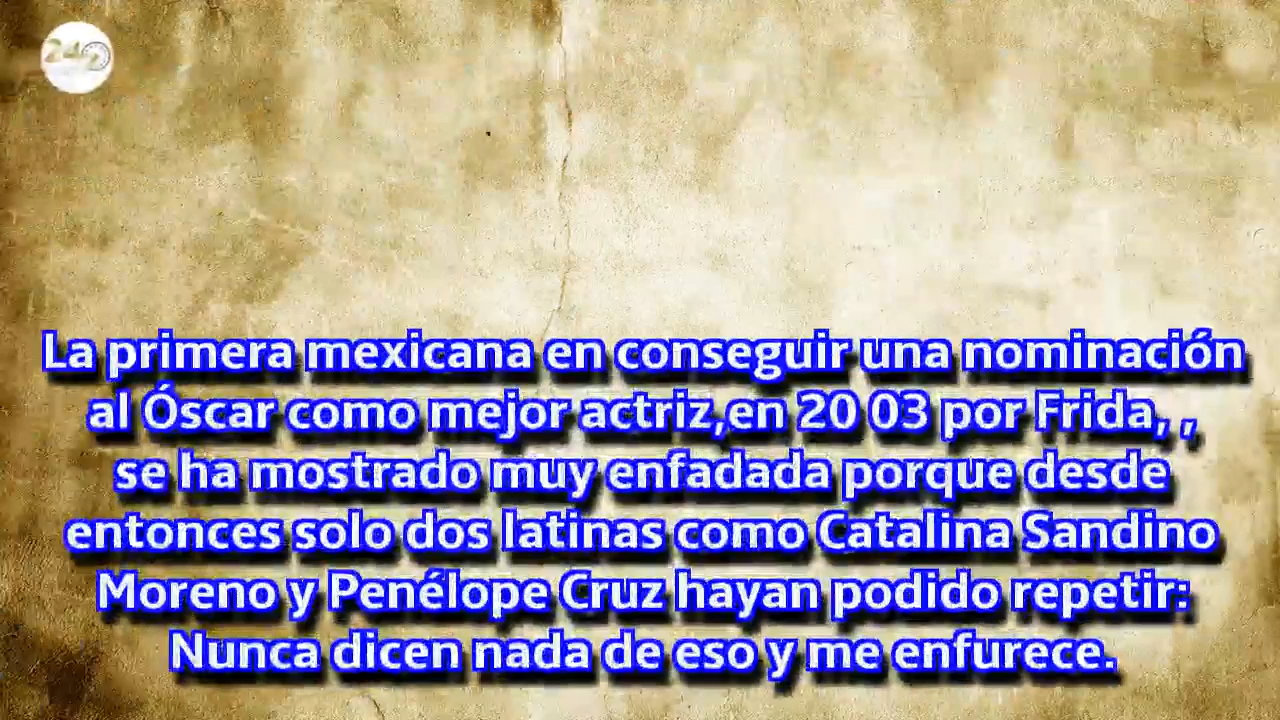 24
La primera mexicana en conseguir una nominación
al Óscar como mejor actriz,en 20 03 por Frida, ,
se ha mostrado muy enfadada porque desde
entonces solo dos latinas como Catalina Sandino
Moreno y Penélope Cruz hayan podido repetir:
Nunca dicen nada de eso y me enfurece.